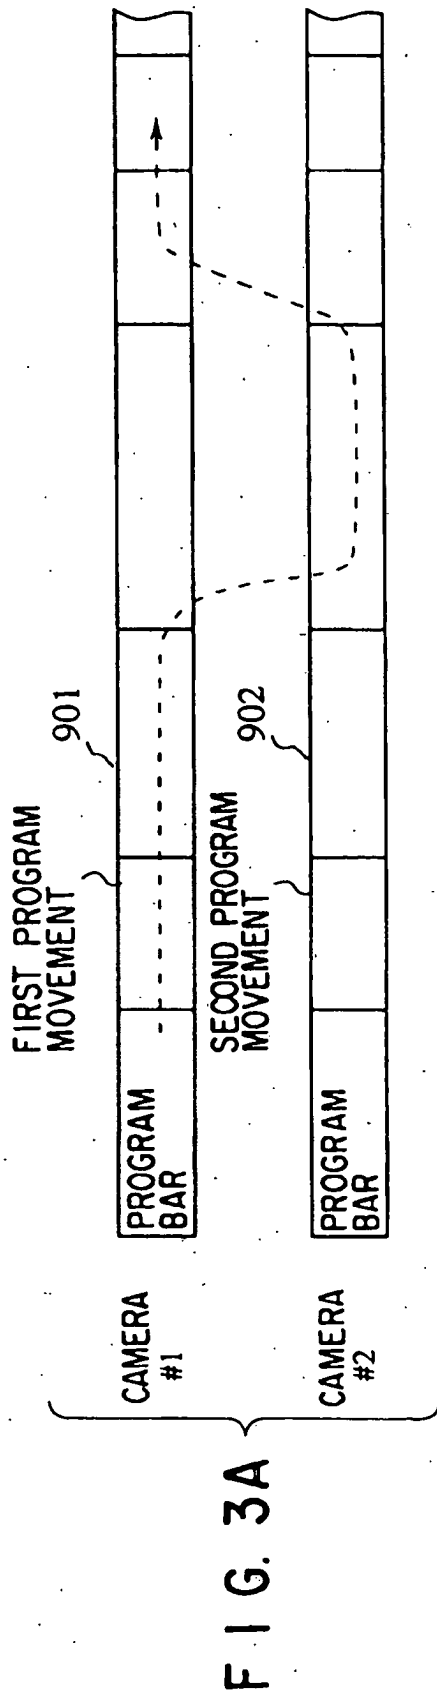 FIRST PROGRAM
MOVEMENT
901
CAMERA
#1
PROGRAM
BAR
SECOND PROGRAM
MOVEMENT
902
CAMERA
#2
PROGRAM
BAR
FIG. 3A